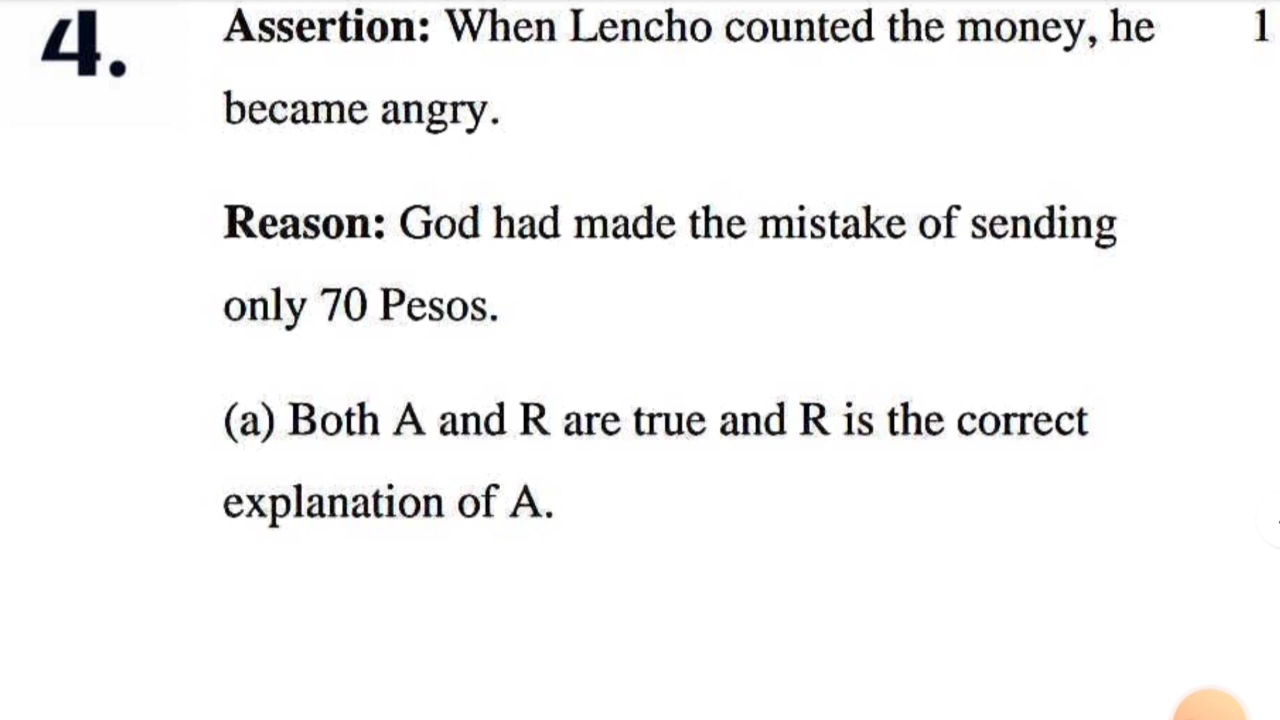 4. Assertion: When Lencho counted the money, he 1
became angry.
Reason: God had made the mistake of sending
only 70 Pesos.
(a) Both A and R are true and R is the correct
explanation of A.